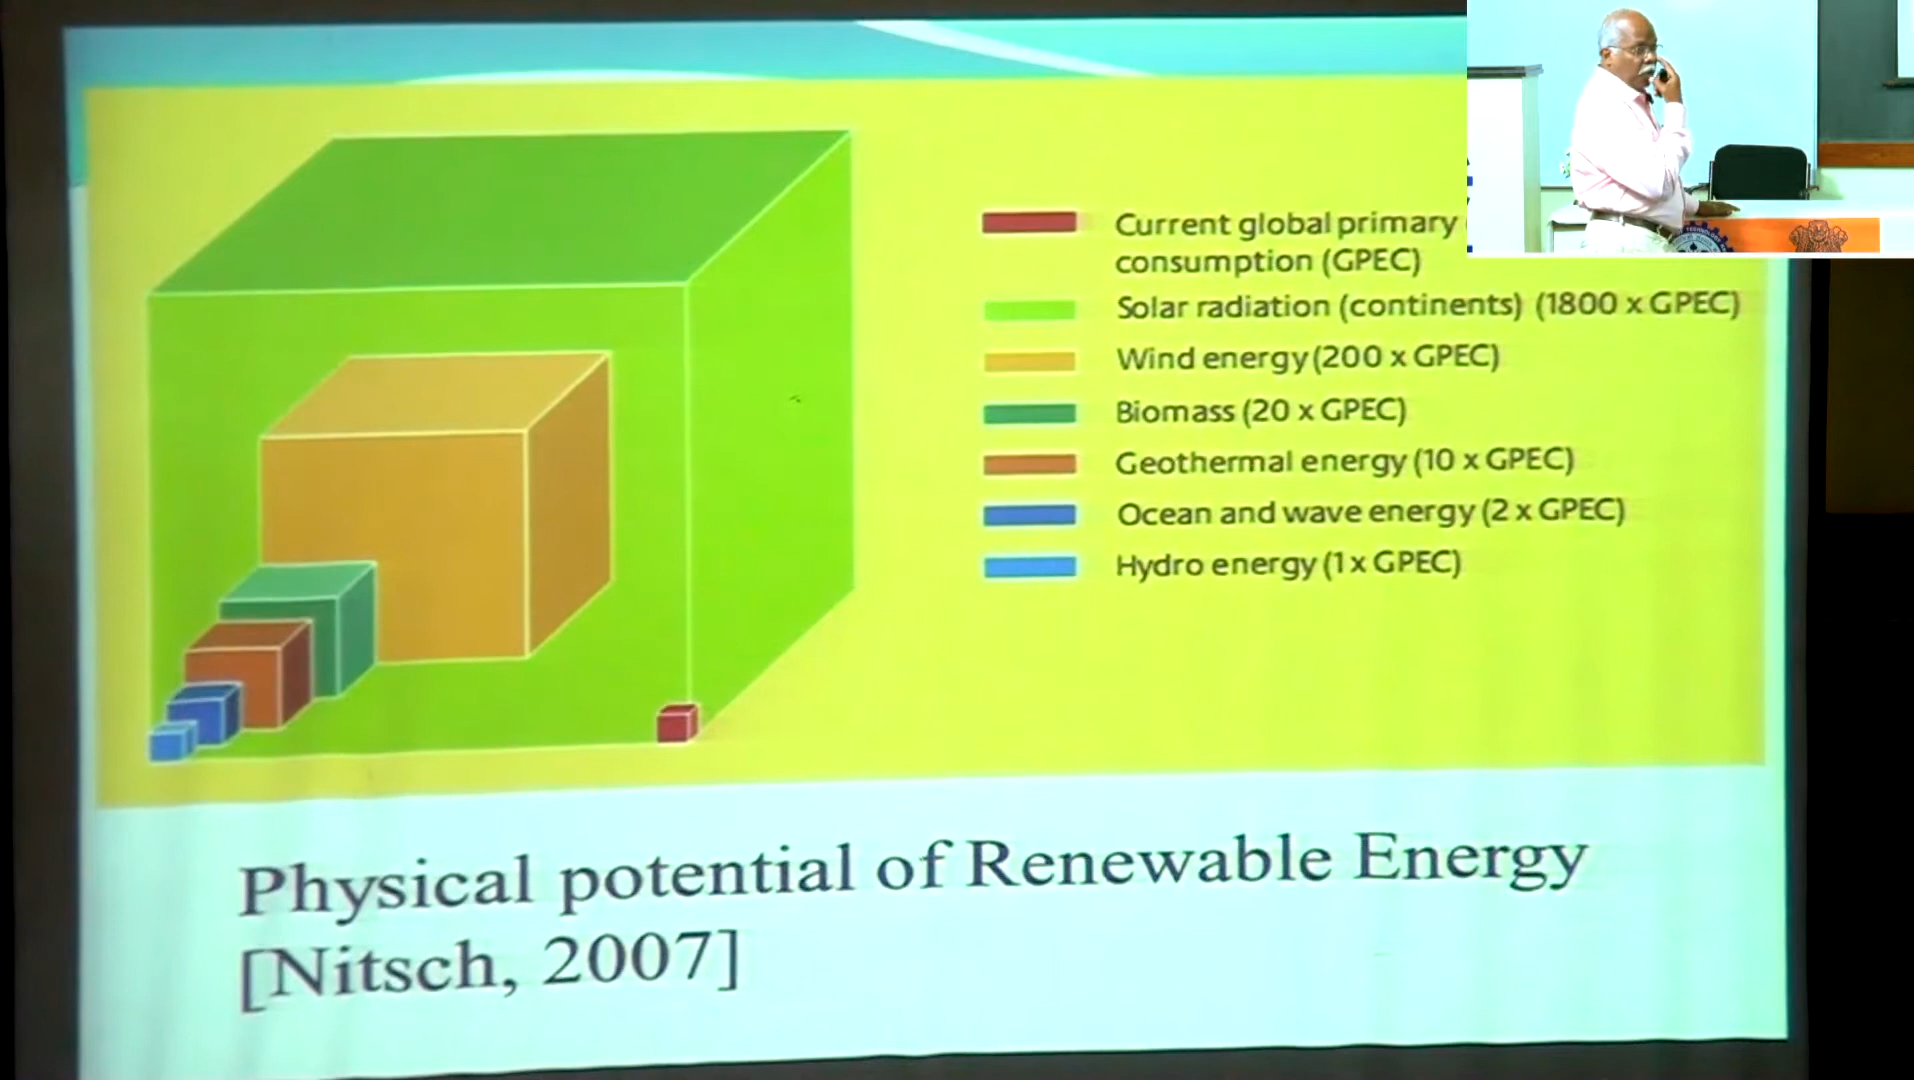 Current global primary
consumption (GPEC)
Solar radiation (continents) (1800 x GPEC)
Wind energy (200 x GPEC)
Biomass (20 x GPEC)
Geothermal energy (10 x GPEC)
Ocean and wave energy (2 x GPEC)
Hydro energy (1 x GPEC)
Physical potential of Renewable Energy
[Nitsch, 2007]